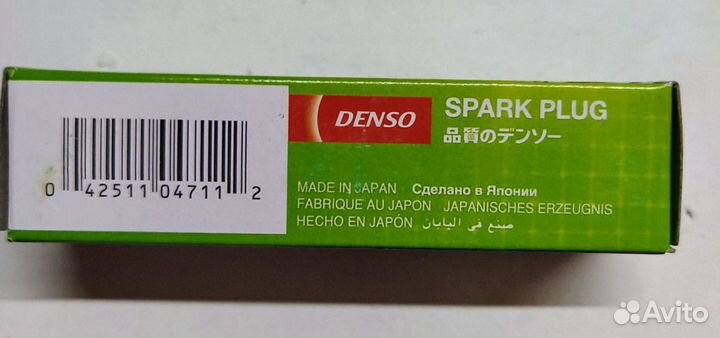 DENSO
SPARK PLUG
品質のデンソー
MADE IN JAPAN Сделано в Японии
FABRIQUE AU JAPON JAPANISCHES ERZEUGNIS
HECHO EN JAPÓN صنع في اليابان
0 42511 04711 2
Avito